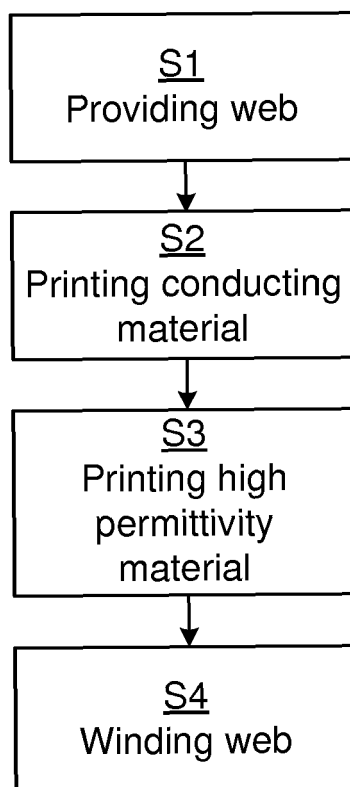 S1
Providing web
S2
Printing conducting
material
S3
Printing high
permittivity
material
S4
Winding web